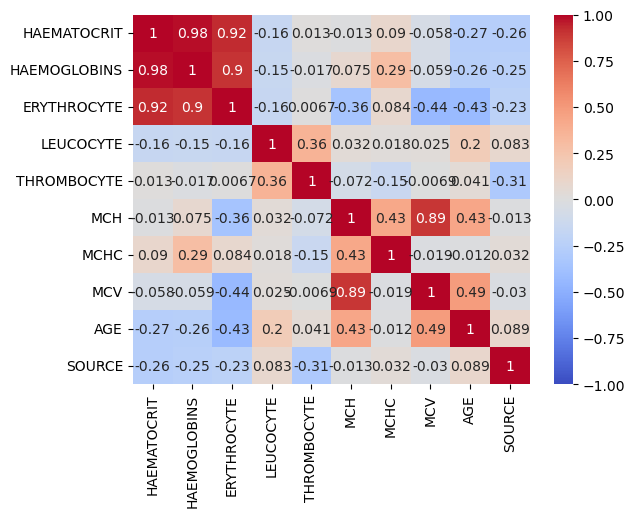 HAEMATOCRIT 1 0.98 0.92 -0.16 0.013 -0.013 0.09 -0.058 -0.27 -0.26
HAEMOGLOBINS 0.98 1 0.9 -0.15 -0.017 0.075 0.29 -0.059 -0.26 -0.25
ERYTHROCYTE 0.92 0.9 1 -0.16 0.0067 -0.36 0.084 -0.44 -0.43 -0.23
LEUCOCYTE -0.16 -0.15 -0.16 1 0.36 0.032 0.018 0.025 0.2 0.083
THROMBOCYTE 0.013 -0.017 0.0067 0.36 1 -0.072 -0.15 -0.0069 0.041 -0.31
MCH -0.013 0.075 -0.36 0.032 -0.072 1 0.43 0.89 0.43 -0.013
MCHC 0.09 0.29 0.084 0.018 -0.15 0.43 1 -0.019 -0.012 0.032
MCV -0.058 -0.059 -0.44 0.025 -0.0069 0.89 -0.019 1 0.49 -0.03
AGE -0.27 -0.26 -0.43 0.2 0.041 0.43 -0.012 0.49 1 0.089
SOURCE -0.26 -0.25 -0.23 0.083 -0.31 -0.013 0.032 -0.03 0.089 1
HAEMATOCRIT
HAEMOGLOBINS
ERYTHROCYTE
LEUCOCYTE
THROMBOCYTE
MCH
MCHC
MCV
AGE
SOURCE
1.00
0.75
0.50
0.25
0.00
−0.25
−0.50
−0.75
−1.00